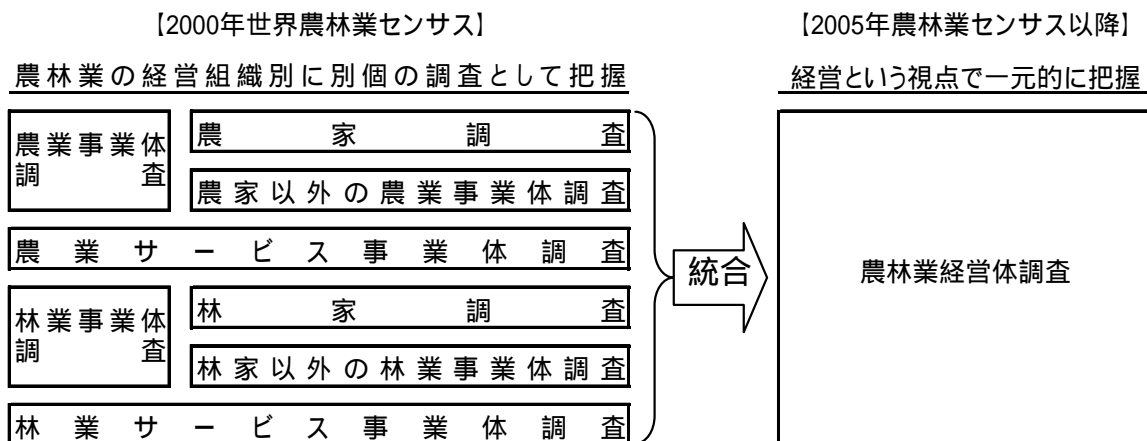 【2000年世界農林業センサス】
農林業の経営組織別に別個の調査として把握
農業事業体
調査
農家調査
農家以外の農業事業体調査
農業サービス事業体調査
林業事業体
調査
林家調査
林家以外の林業事業体調査
林業サービス事業体調査
統合
【2005年農林業センサス以降】
経営という視点で一元的に把握
農林業経営体調査